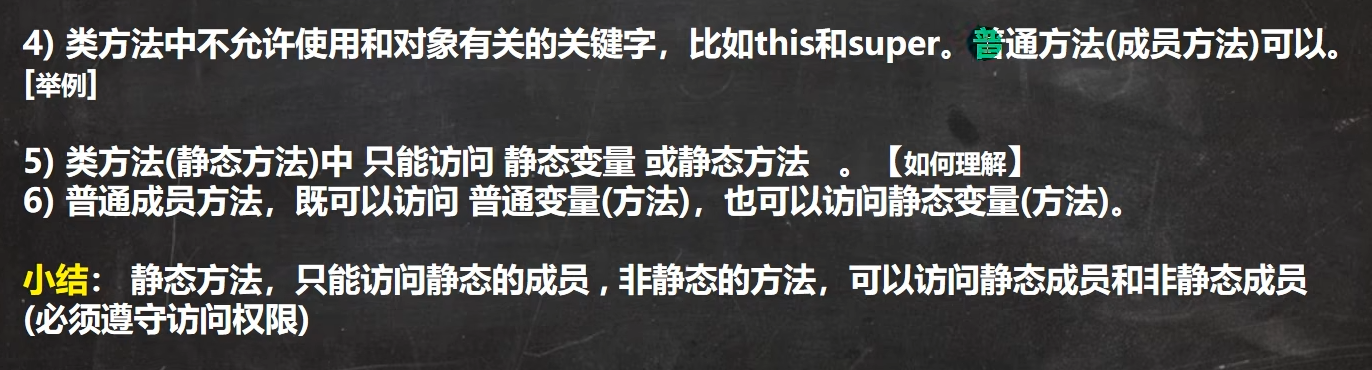 4) 类方法中不允许使用和对象有关的关键字，比如this和super。普通方法(成员方法)可以。
[举例]
5) 类方法(静态方法)中 只能访问 静态变量 或静态方法 。【如何理解】
6) 普通成员方法，既可以访问 普通变量(方法)，也可以访问静态变量(方法)。
小结： 静态方法，只能访问静态的成员 , 非静态的方法，可以访问静态成员和非静态成员
(必须遵守访问权限)